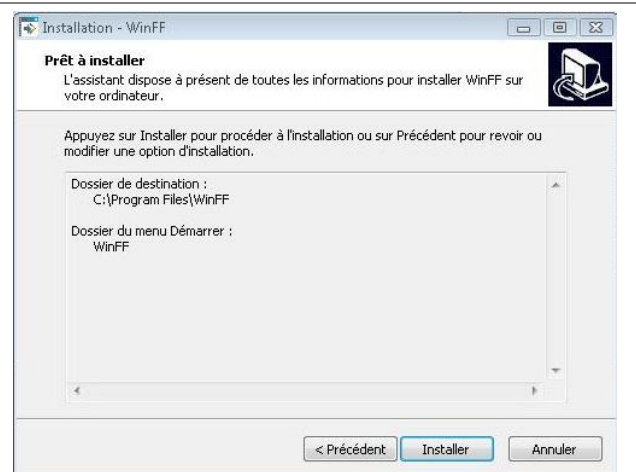 Installation - WinFF
Prêt à installer
L'assistant dispose à présent de toutes les informations pour installer WinFF sur
votre ordinateur.
Appuyez sur Installer pour procéder à l'installation ou sur Précédent pour revoir ou
modifier une option d'installation.
Dossier de destination :
C:\Program Files\WinFF
Dossier du menu Démarrer :
WinFF
< Précédent
Installer
Annuler